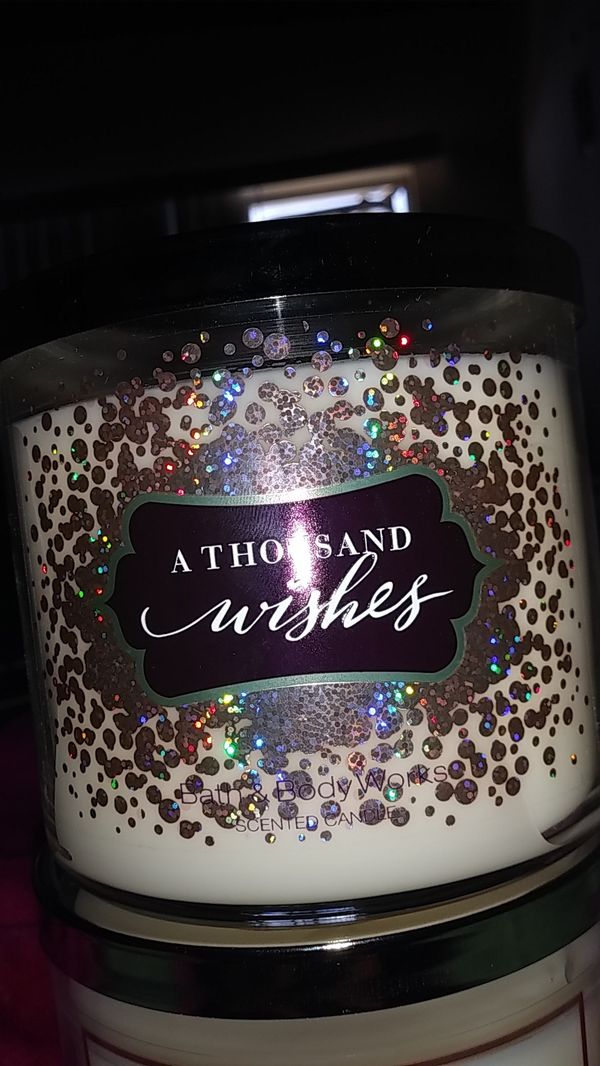 A THOUSAND
wishes
Bath & Body Works
SCENTED CANDLE